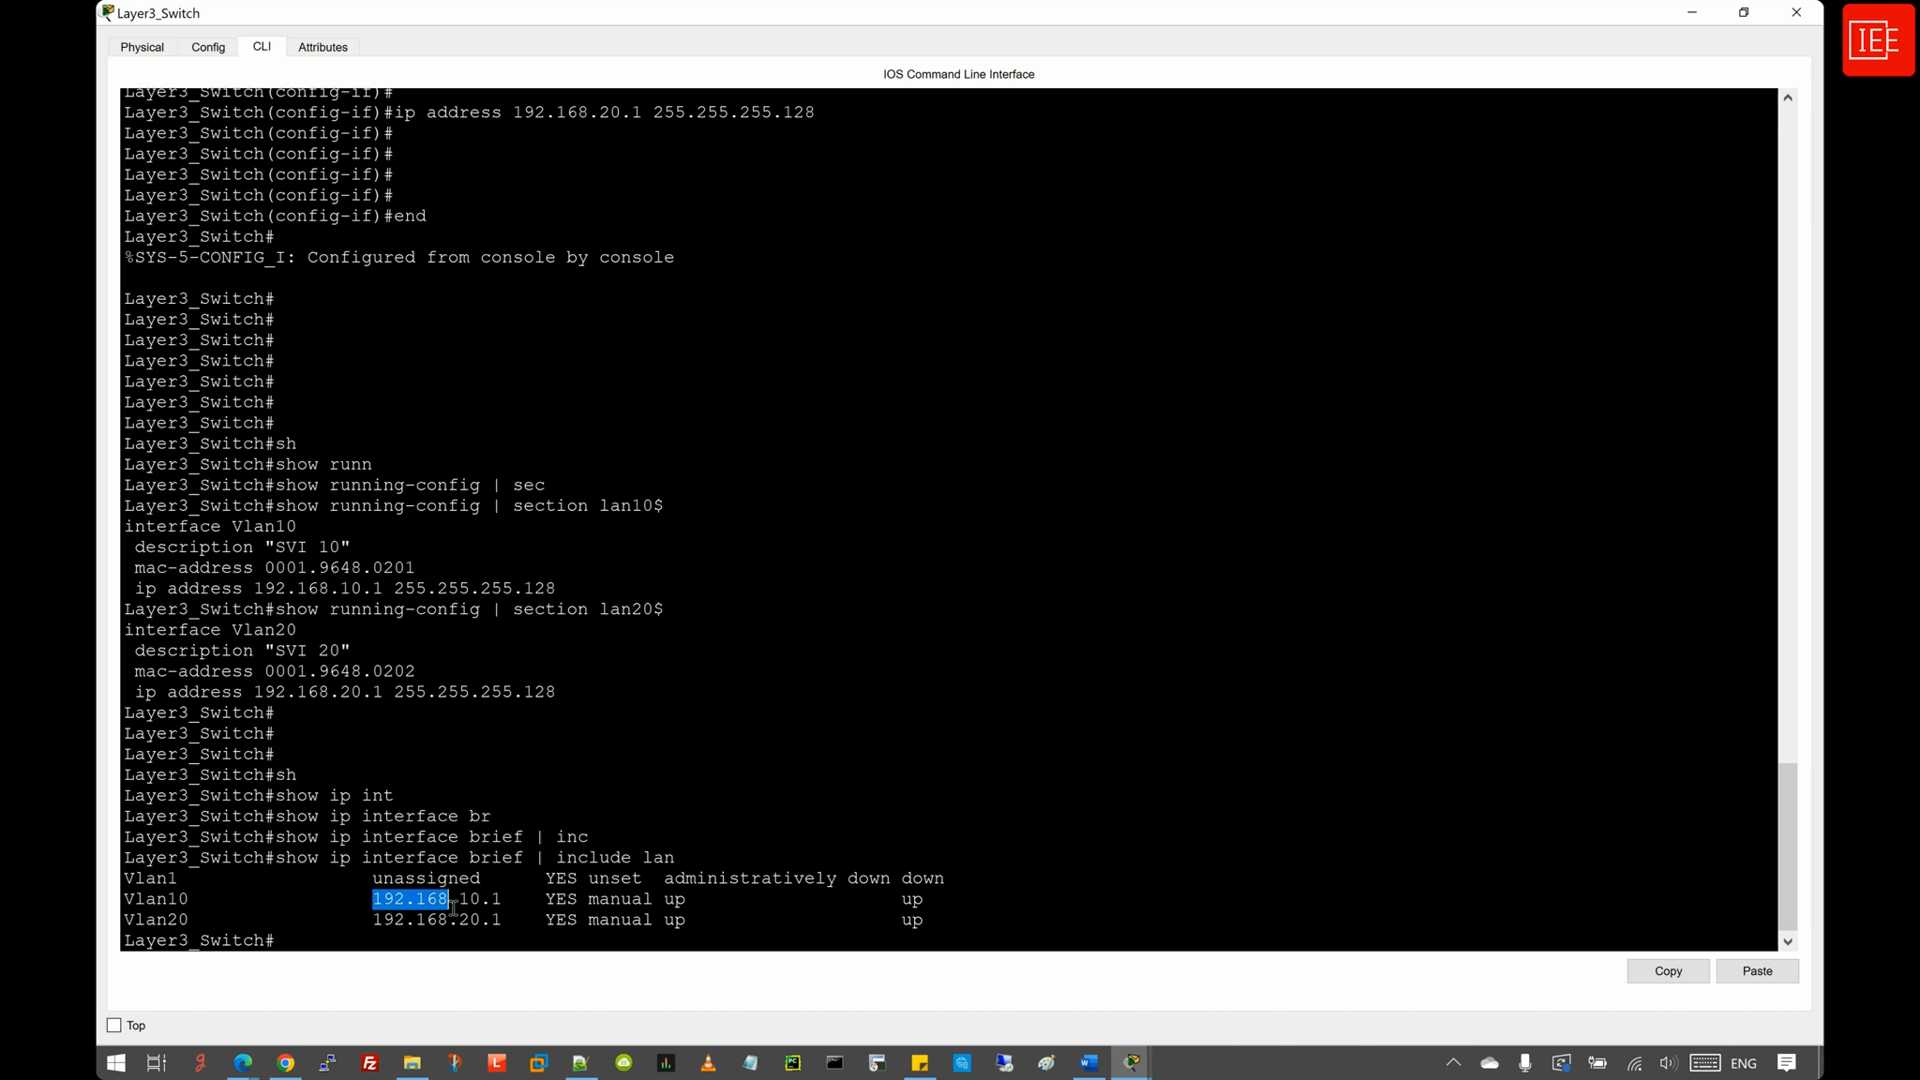 Layer3_Switch
IEE
Physical Config CLI Attributes
IOS Command Line Interface
Layer3_Switch(config-if)#
Layer3_Switch(config-if)#ip address 192.168.20.1 255.255.255.128
Layer3_Switch(config-if)#
Layer3_Switch(config-if)#
Layer3_Switch(config-if)#
Layer3_Switch(config-if)#
Layer3_Switch(config-if)#end
Layer3_Switch#
%SYS-5-CONFIG_I: Configured from console by console
Layer3_Switch#
Layer3_Switch#
Layer3_Switch#
Layer3_Switch#
Layer3_Switch#
Layer3_Switch#
Layer3_Switch#
Layer3_Switch#sh
Layer3_Switch#show runn
Layer3_Switch#show running-config | sec
Layer3_Switch#show running-config | section lan10$
interface Vlan10
description "SVI 10"
mac-address 0001.9648.0201
ip address 192.168.10.1 255.255.255.128
Layer3_Switch#show running-config | section lan20$
interface Vlan20
description "SVI 20"
mac-address 0001.9648.0202
ip address 192.168.20.1 255.255.255.128
Layer3_Switch#
Layer3_Switch#
Layer3_Switch#
Layer3_Switch#sh
Layer3_Switch#show ip int
Layer3_Switch#show ip interface br
Layer3_Switch#show ip interface brief | inc
Layer3_Switch#show ip interface brief | include lan
Vlan1 unassigned YES unset administratively down down
Vlan10 192.168.10.1 YES manual up up
Vlan20 192.168.20.1 YES manual up up
Layer3_Switch#
Copy Paste
Top
ENG